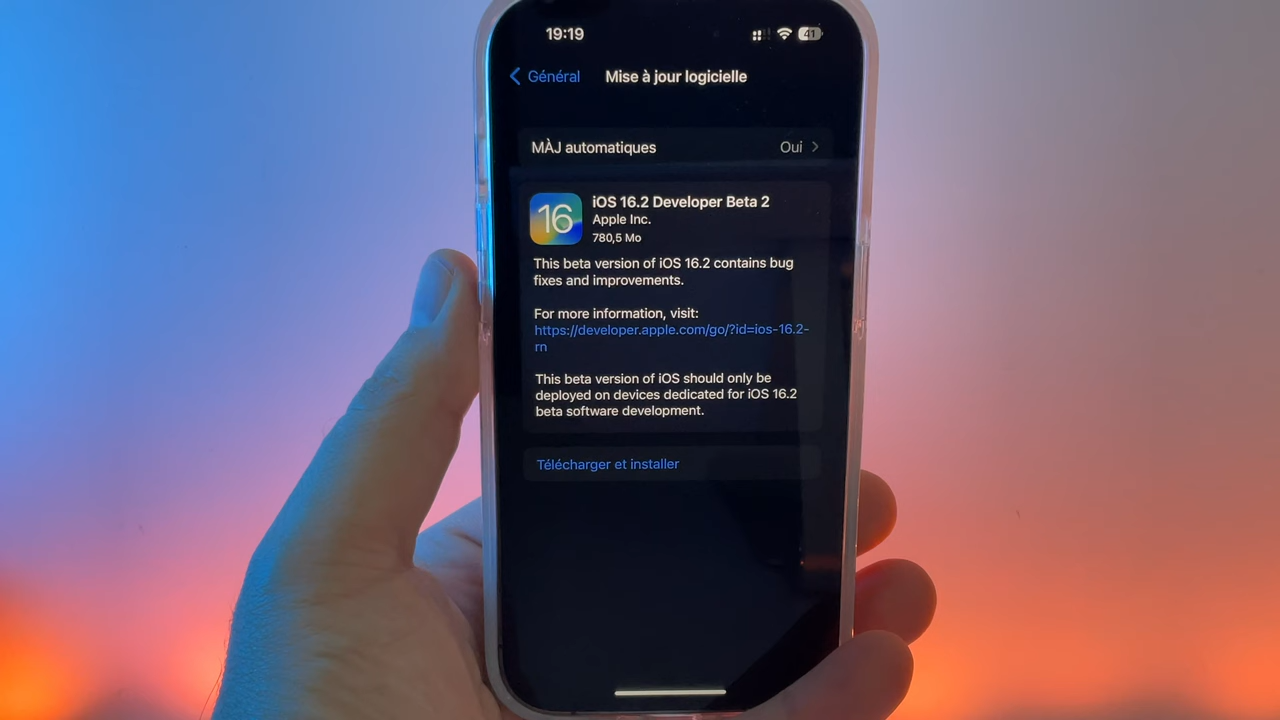 19:19
41
Général
Mise à jour logicielle
MÀJ automatiques
Oui
16
iOS 16.2 Developer Beta 2
Apple Inc.
780,5 Mo
This beta version of iOS 16.2 contains bug
fixes and improvements.
For more information, visit:
https://developer.apple.com/go/?id=ios-16.2-
rn
This beta version of iOS should only be
deployed on devices dedicated for iOS 16.2
beta software development.
Télécharger et installer